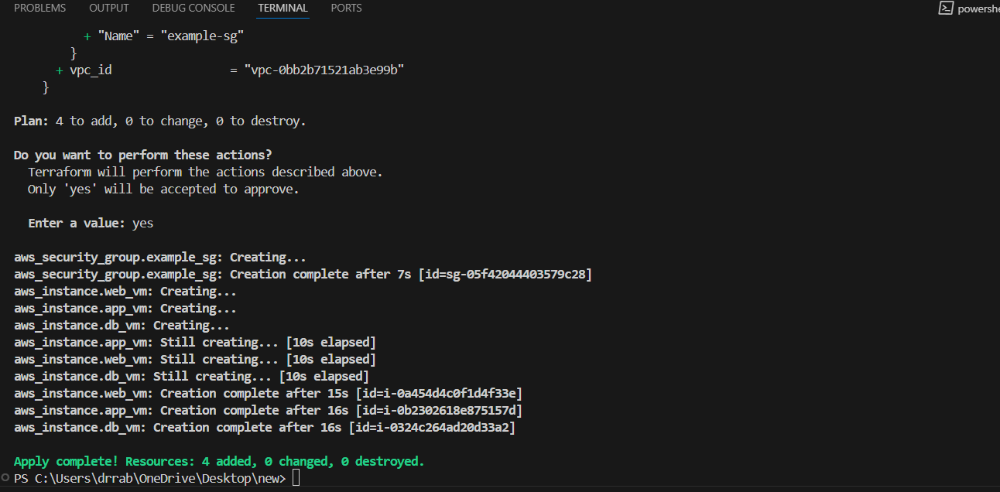 PROBLEMS OUTPUT DEBUG CONSOLE TERMINAL PORTS powershe
+ "Name" = "example-sg"
}
+ vpc_id = "vpc-0bb2b71521ab3e99b"
}
Plan: 4 to add, 0 to change, 0 to destroy.
Do you want to perform these actions?
Terraform will perform the actions described above.
Only 'yes' will be accepted to approve.
Enter a value: yes
aws_security_group.example_sg: Creating...
aws_security_group.example_sg: Creation complete after 7s [id=sg-05f42044403579c28]
aws_instance.web_vm: Creating...
aws_instance.app_vm: Creating...
aws_instance.db_vm: Creating...
aws_instance.app_vm: Still creating... [10s elapsed]
aws_instance.web_vm: Still creating... [10s elapsed]
aws_instance.db_vm: Still creating... [10s elapsed]
aws_instance.web_vm: Creation complete after 15s [id=i-0a454d4c0f1d4f33e]
aws_instance.app_vm: Creation complete after 16s [id=i-0b2302618e875157d]
aws_instance.db_vm: Creation complete after 16s [id=i-0324c264ad20d33a2]
Apply complete! Resources: 4 added, 0 changed, 0 destroyed.
PS C:\Users\drrab\OneDrive\Desktop\new>